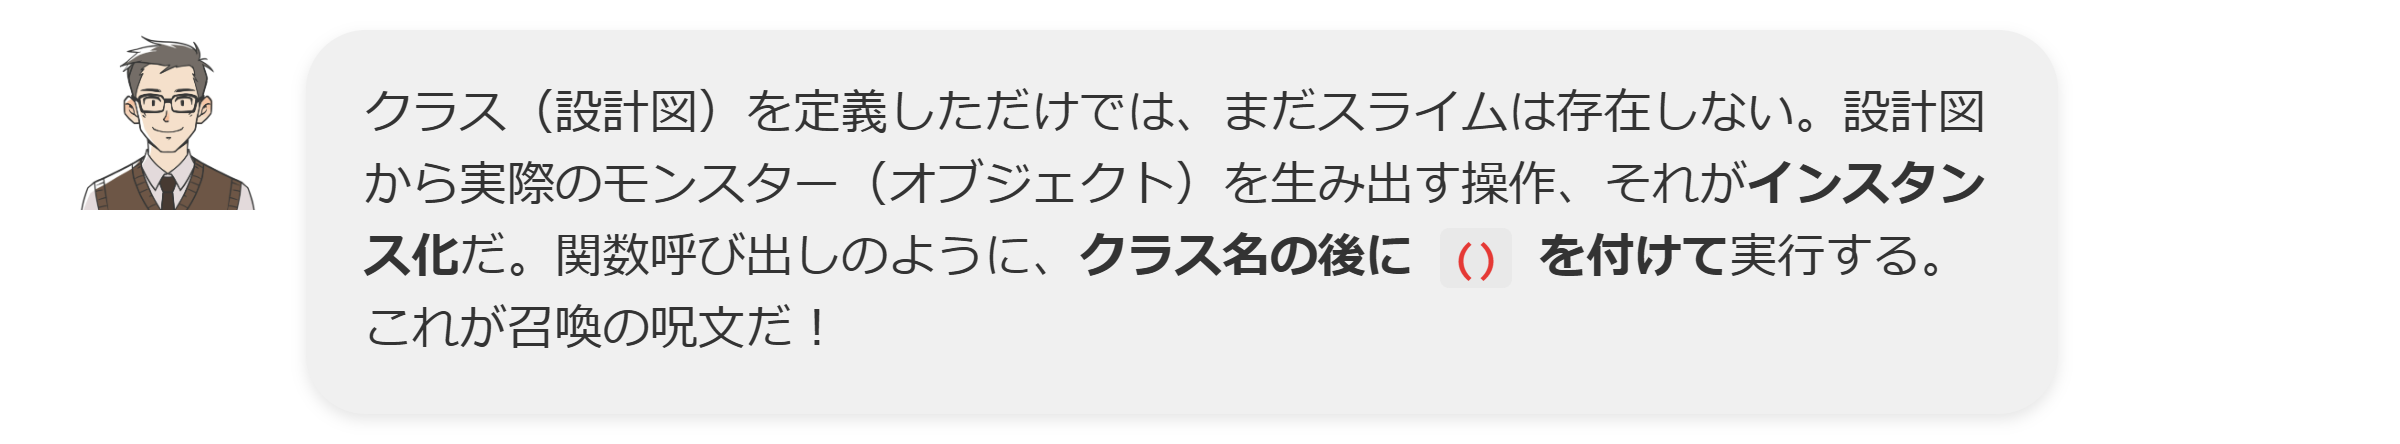 クラス（設計図）を定義しただけでは、まだスライムは存在しない。設計図
から実際のモンスター（オブジェクト）を生み出す操作、それがインスタン
ス化だ。関数呼び出しのように、クラス名の後に () を付けて実行する。
これが召喚の呪文だ！